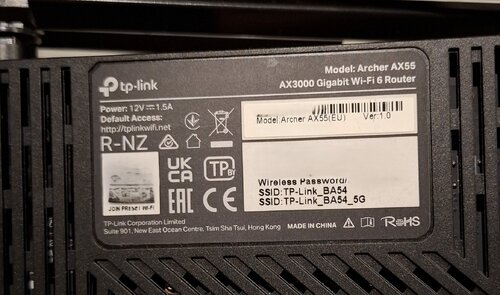 tp-link
Model: Archer AX55
AX3000 Gigabit Wi-Fi 6 Router
Power: 12V⎓1.5A
Default Access:
http://tplinkwifi.net
R-NZ
Model:Archer AX55(EU) Ver:1.0
UK
CA
TP
BY
EAC
CE
Wireless Password/
SSID:TP-Link_BA54
SSID:TP-Link_BA54_5G
TP-Link Corporation Limited
Suite 901, New East Ocean Centre, Tsim Sha Tsui, Hong Kong
MADE IN CHINA
RoHS